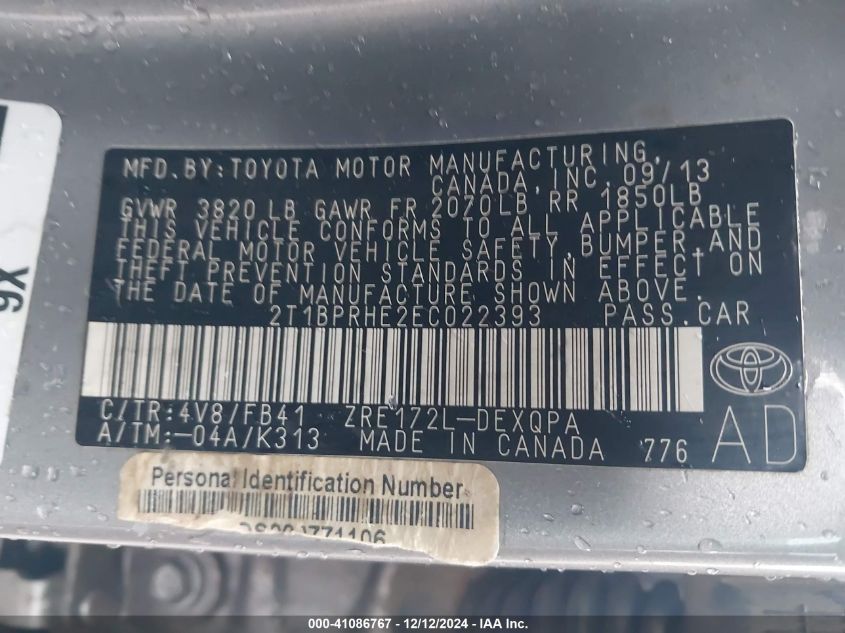 MFD.BY:TOYOTA MOTOR MANUFACTURING,
CANADA, INC. 09/13
GVWR 3820 LB GAWR FR 2070LB RR 1850LB
THIS VEHICLE CONFORMS TO ALL APPLICABLE
FEDERAL MOTOR VEHICLE SAFETY, BUMPER, AND
THEFT PREVENTION STANDARDS IN EFFECT ON
THE DATE OF MANUFACTURE SHOWN ABOVE.
2T1BPRHE2EC022393 PASS.CAR
C/TR:4V8/FB41 ZRE172L-DEXQPA
A/TM:-04A/K313 MADE IN CANADA 776 AD
Personal Identification Number
9X
000-41086767 - 12/12/2024 - IAA Inc.